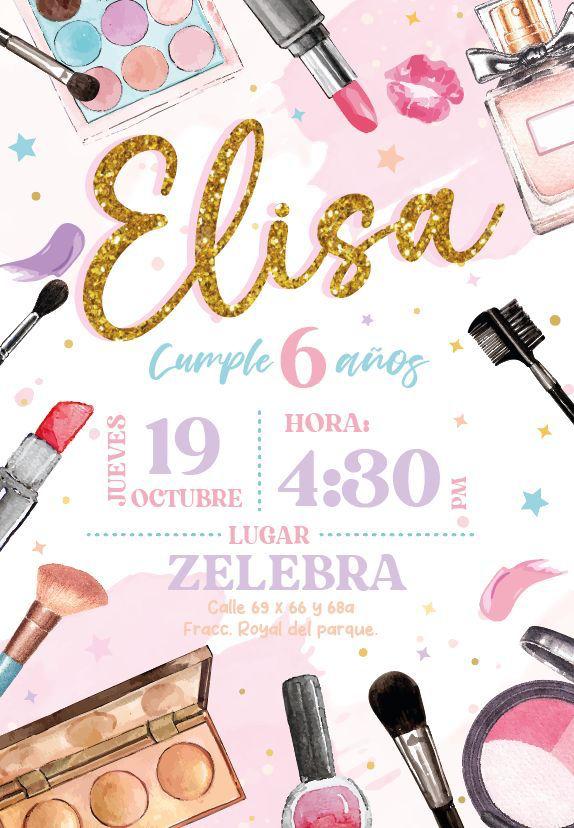 Elisa
Cumple 6 años
JUEVES
19
OCTUBRE
HORA:
4:30
PM
LUGAR
ZELEBRA
Calle 69 x 66 y 68a
Fracc. Royal del parque.